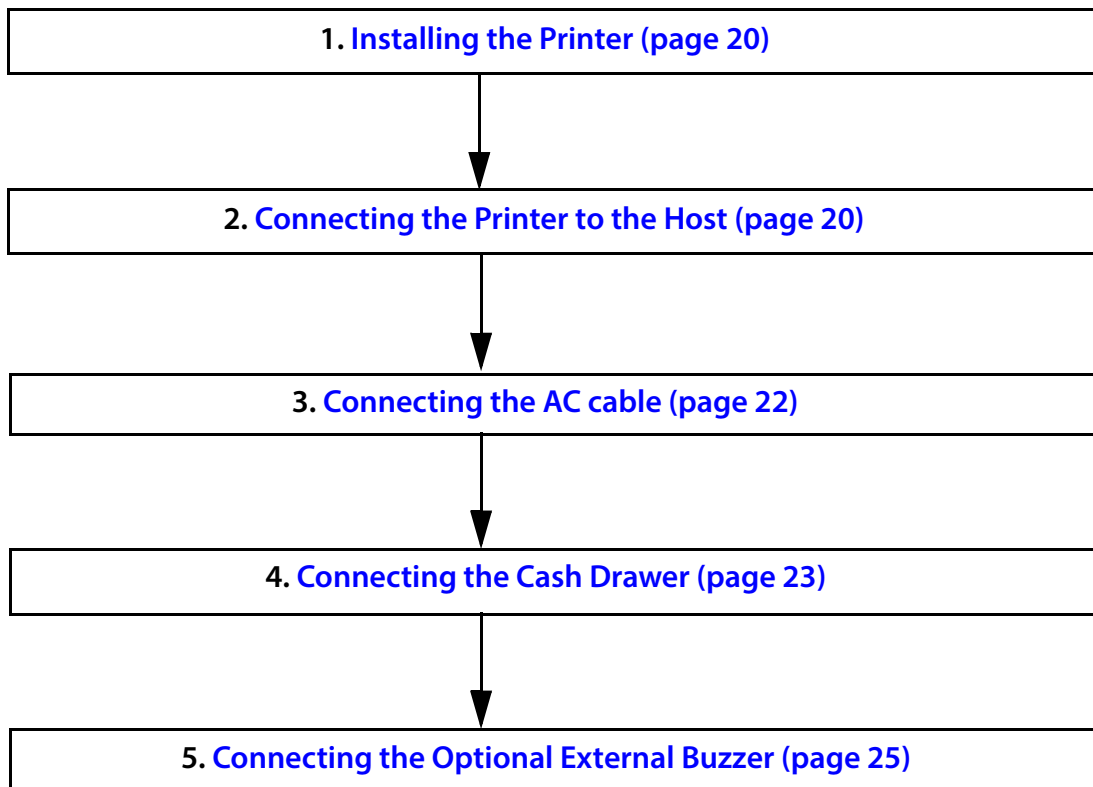 1. Installing the Printer (page 20)
2. Connecting the Printer to the Host (page 20)
3. Connecting the AC cable (page 22)
4. Connecting the Cash Drawer (page 23)
5. Connecting the Optional External Buzzer (page 25)